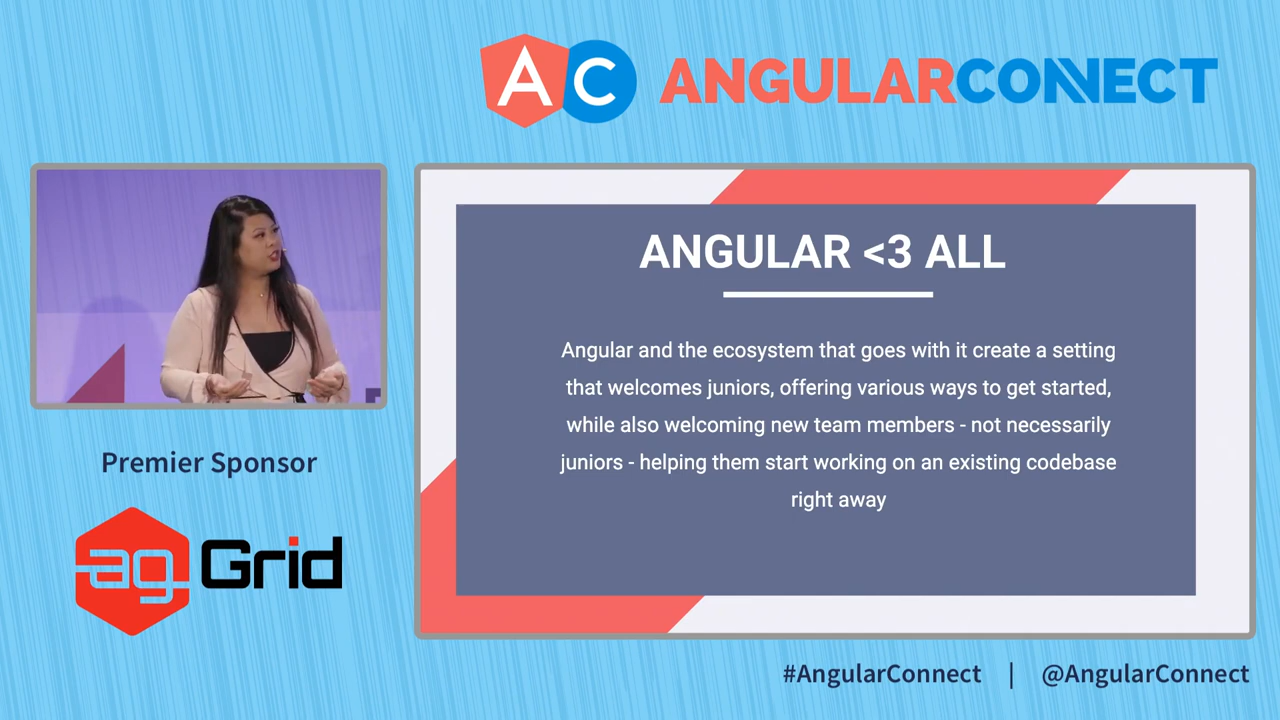 AC ANGULARCONNECT
ANGULAR <3 ALL
Angular and the ecosystem that goes with it create a setting
that welcomes juniors, offering various ways to get started,
while also welcoming new team members - not necessarily
juniors - helping them start working on an existing codebase
right away
Premier Sponsor
ag Grid
#AngularConnect | @AngularConnect